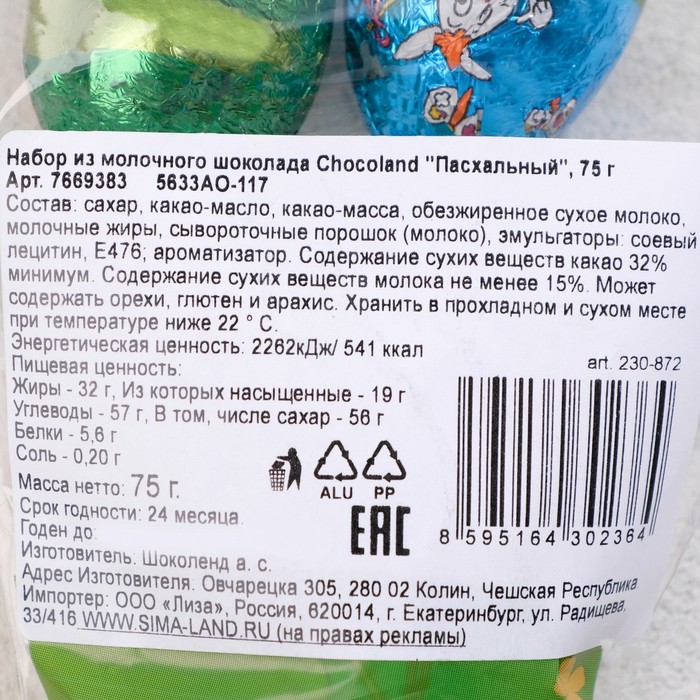 Набор из молочного шоколада Chocoland "Пасхальный", 75 г
Арт. 7669383 5633АО-117
Состав: сахар, какао-масло, какао-масса, обезжиренное сухое молоко,
молочные жиры, сывороточные порошок (молоко), эмульгаторы: соевый
лецитин, Е476; ароматизатор. Содержание сухих веществ какао 32%
минимум. Содержание сухих веществ молока не менее 15%. Может
содержать орехи, глютен и арахис. Хранить в прохладном и сухом месте
при температуре ниже 22 ° С.
Энергетическая ценность: 2262кДж/ 541 ккал
Пищевая ценность:
Жиры - 32 г, Из которых насыщенные - 19 г
Углеводы - 57 г, В том, числе сахар - 56 г
Белки - 5,6 г
Соль - 0,20 г
Масса нетто: 75 г.
Срок годности: 24 месяца.
Годен до:
art. 230-872
ALU PP
EAC
8 595164 302364
Изготовитель: Шоколенд а. с.
Адрес Изготовителя. Овчарецка 305, 280 02 Колин, Чешская Республика.
Импортер: ООО «Лиза», Россия, 620014, г. Екатеринбург, ул. Радищева,
33/416 WWW.SIMA-LAND.RU (на правах рекламы)